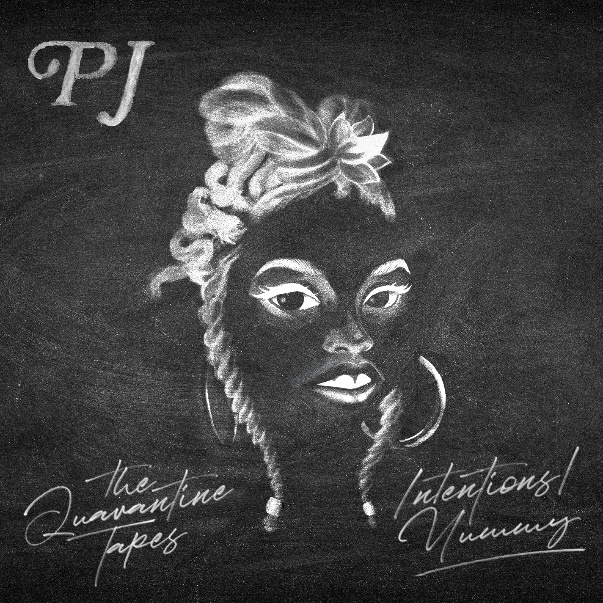 PJ
The
Quarantine
Tapes
Intentions/
Yummy